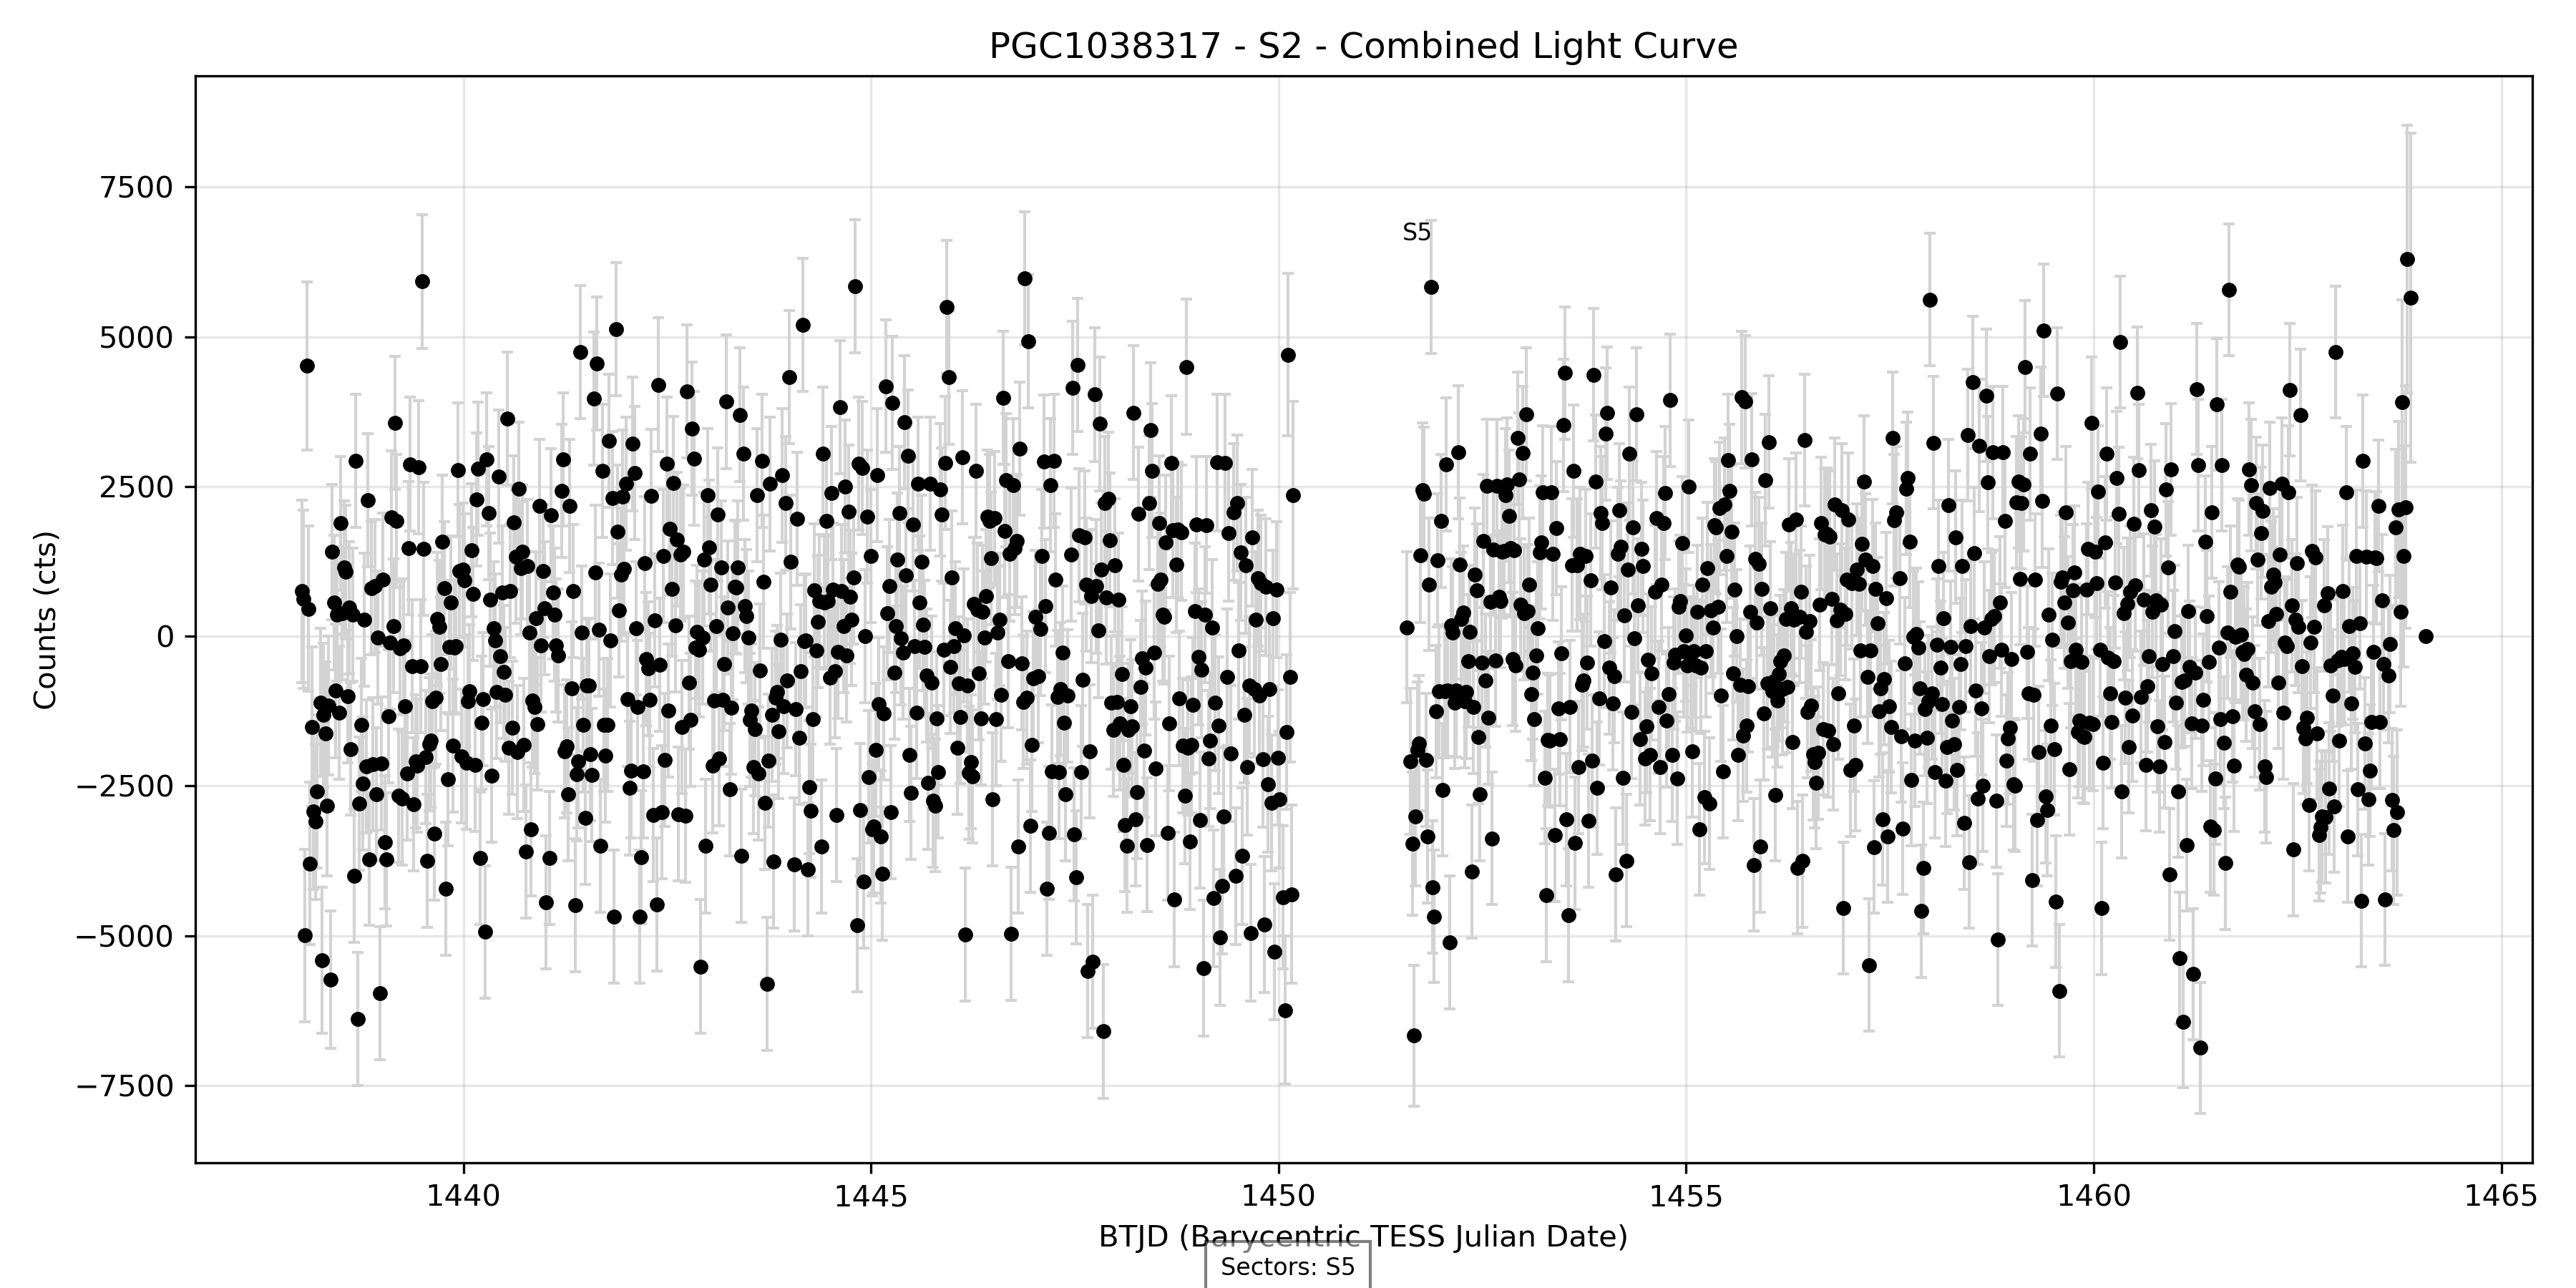 PGC1038317 - S2 - Combined Light Curve
Counts (cts)
7500
5000
2500
0
−2500
−5000
−7500
S5
1440
1445
1450
1455
1460
1465
BTJD (Barycentric TESS Julian Date)
Sectors: S5